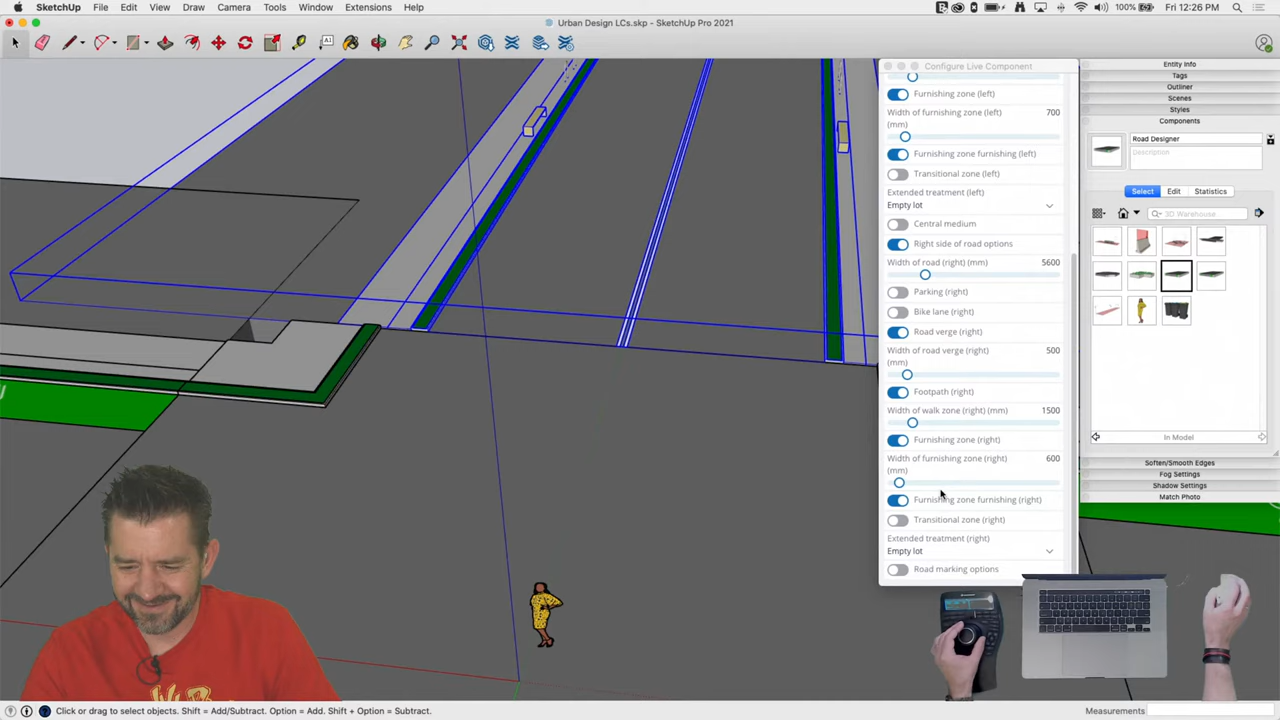 SketchUp File Edit View Draw Camera Tools Window Extensions Help 100% Fri 12:26 PM
Urban Design LCs.skp - SketchUp Pro 2021
Configure Live Component
Furnishing zone (left)
Width of furnishing zone (left) 700
(mm)
Furnishing zone furnishing (left)
Transitional zone (left)
Extended treatment (left)
Empty lot
Central medium
Right side of road options
Width of road (right) (mm) 5600
Parking (right)
Bike lane (right)
Road verge (right)
Width of road verge (right) 500
(mm)
Footpath (right)
Width of walk zone (right) (mm) 1500
Furnishing zone (right)
Width of furnishing zone (right) 600
(mm)
Furnishing zone furnishing (right)
Transitional zone (right)
Extended treatment (right)
Empty lot
Road marking options
Entity Info
Tags
Outliner
Scenes
Styles
Components
Road Designer
Description
Select Edit Statistics
3D Warehouse
In Model
Soften/Smooth Edges
Fog Settings
Shadow Settings
Match Photo
Click or drag to select objects. Shift = Add/Subtract. Option = Add. Shift + Option = Subtract. Measurements